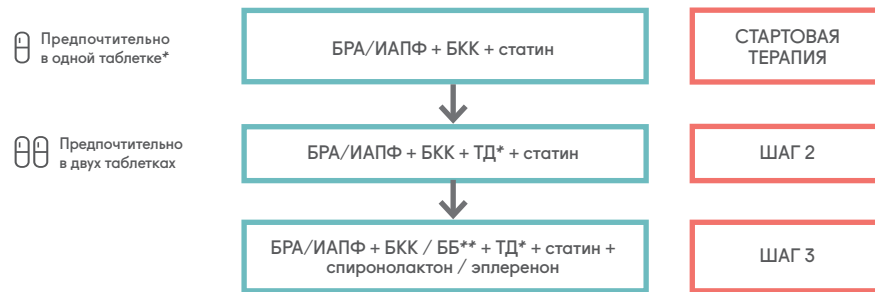 Предпочтительно
в одной таблетке*
БРА/ИАПФ + БКК + статин
СТАРТОВАЯ
ТЕРАПИЯ
Предпочтительно
в двух таблетках
БРА/ИАПФ + БКК + ТД* + статин
ШАГ 2
БРА/ИАПФ + БКК / ББ** + ТД* + статин +
спиронолактон / эплеренон
ШАГ 3